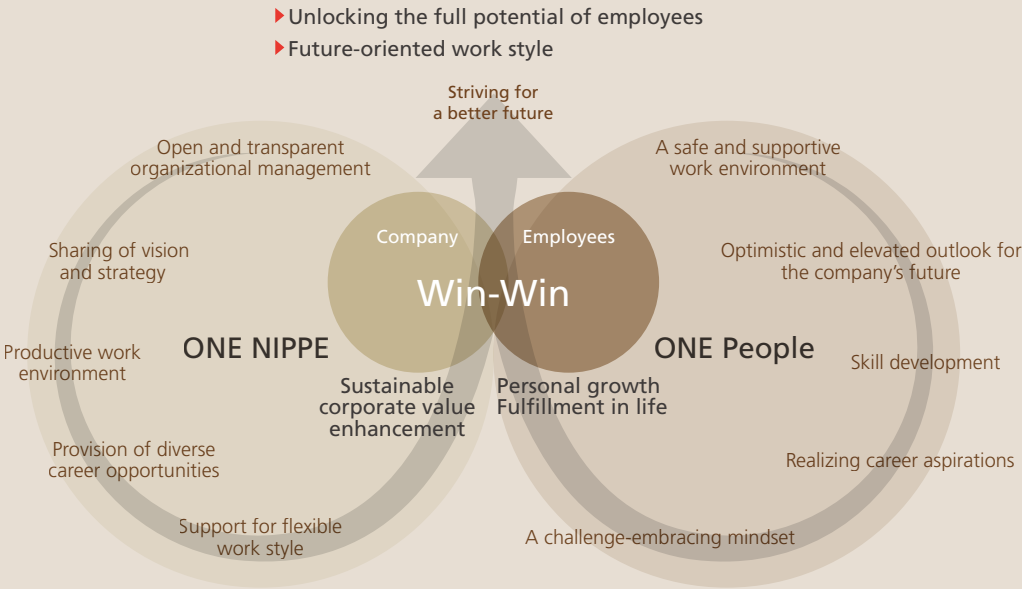 Unlocking the full potential of employees
Future-oriented work style
Striving for
a better future
Open and transparent
organizational management
Sharing of vision
and strategy
Productive work
environment
Provision of diverse
career opportunities
Support for flexible
work style
ONE NIPPE
Company
Employees
Win-Win
Sustainable
corporate value
enhancement
Personal growth
Fulfillment in life
ONE People
A safe and supportive
work environment
Optimistic and elevated outlook for
the company’s future
Skill development
Realizing career aspirations
A challenge-embracing mindset